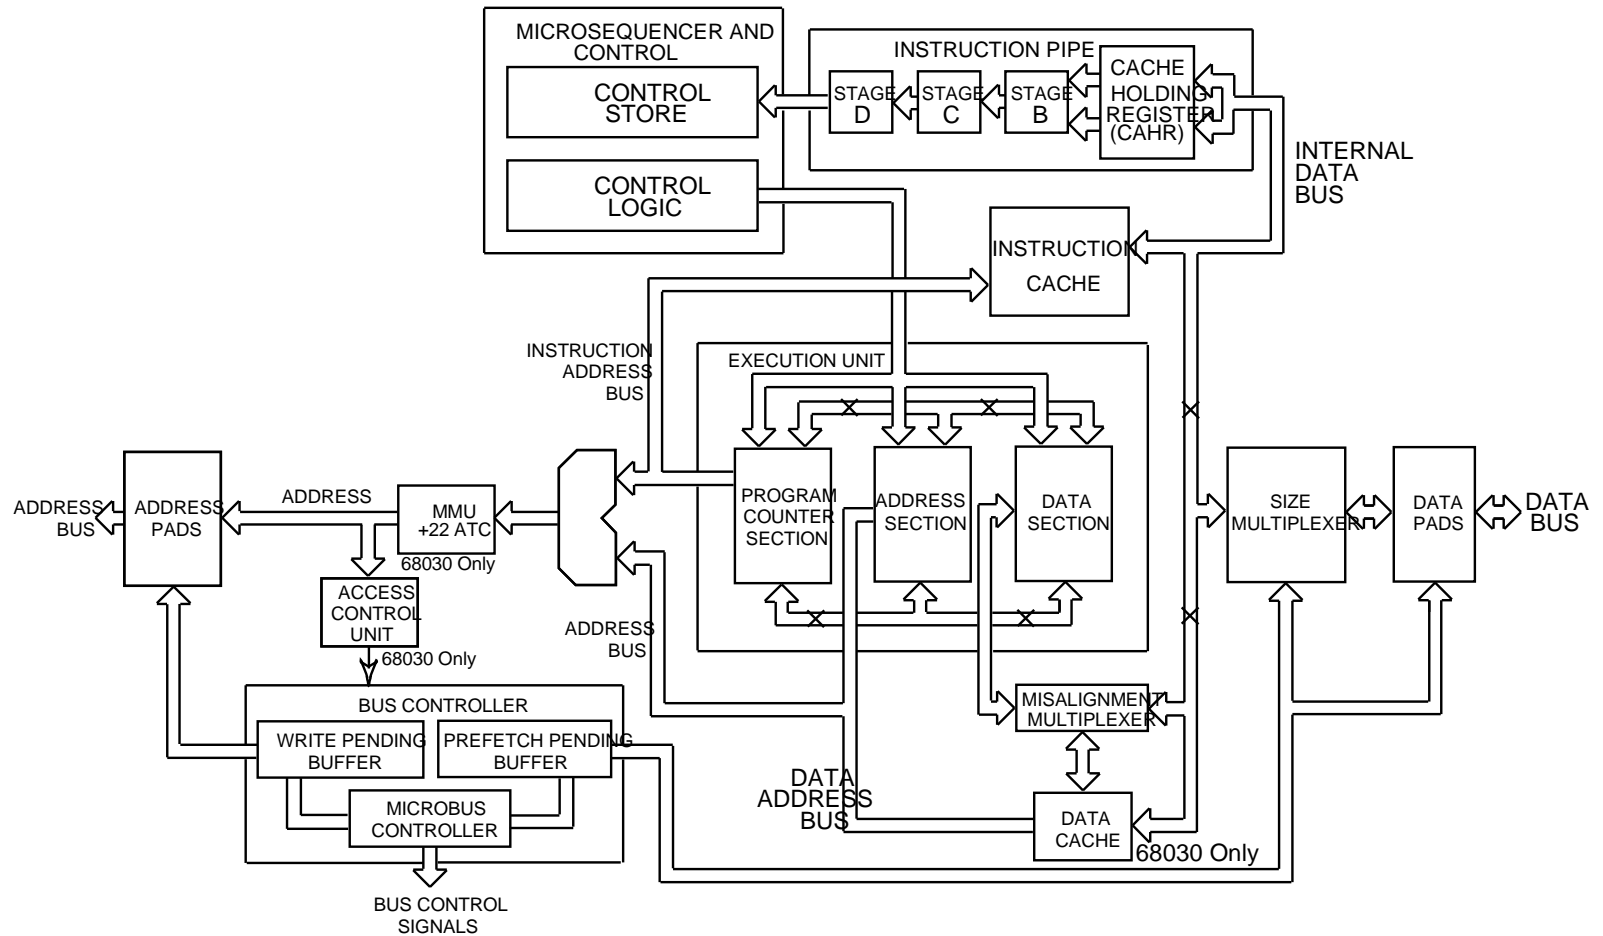 MICROSEQUENCER AND
CONTROL
CONTROL
STORE
CONTROL
LOGIC
INSTRUCTION PIPE
STAGE
D
STAGE
C
STAGE
B
CACHE
HOLDING
REGISTER
(CAHR)
INTERNAL
DATA
BUS
INSTRUCTION
CACHE
INSTRUCTION
ADDRESS
BUS
EXECUTION UNIT
PROGRAM
COUNTER
SECTION
ADDRESS
SECTION
DATA
SECTION
SIZE
MULTIPLEXER
DATA
PADS
DATA
BUS
ADDRESS
BUS
ADDRESS
PADS
ADDRESS
MMU
+22 ATC
68030 Only
ACCESS
CONTROL
UNIT
68030 Only
ADDRESS
BUS
BUS CONTROLLER
WRITE PENDING
BUFFER
PREFETCH PENDING
BUFFER
MICROBUS
CONTROLLER
BUS CONTROL
SIGNALS
MISALIGNMENT
MULTIPLEXER
DATA
ADDRESS
BUS
DATA
CACHE
68030 Only